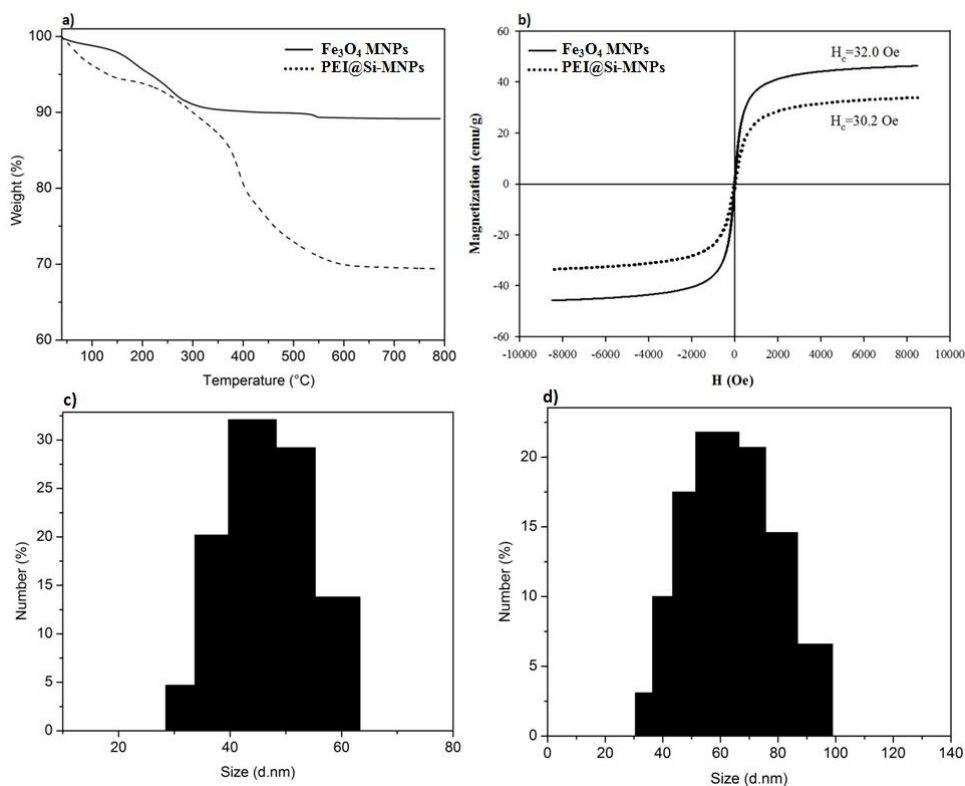 a)
Fe₃O₄ MNPs
PEI@Si-MNPs
100
90
80
70
60
Weight (%)
100 200 300 400 500 600 700 800
Temperature (°C)
b)
Fe₃O₄ MNPs
PEI@Si-MNPs
H_c=32.0 Oe
H_c=30.2 Oe
60
40
20
0
-20
-40
-60
Magnetization (emu/g)
-10000 -8000 -6000 -4000 -2000 0 2000 4000 6000 8000 10000
H (Oe)
c)
30
25
20
15
10
5
0
Number (%)
20 40 60 80
Size (d.nm)
d)
20
15
10
5
0
Number (%)
0 20 40 60 80 100 120 140
Size (d.nm)